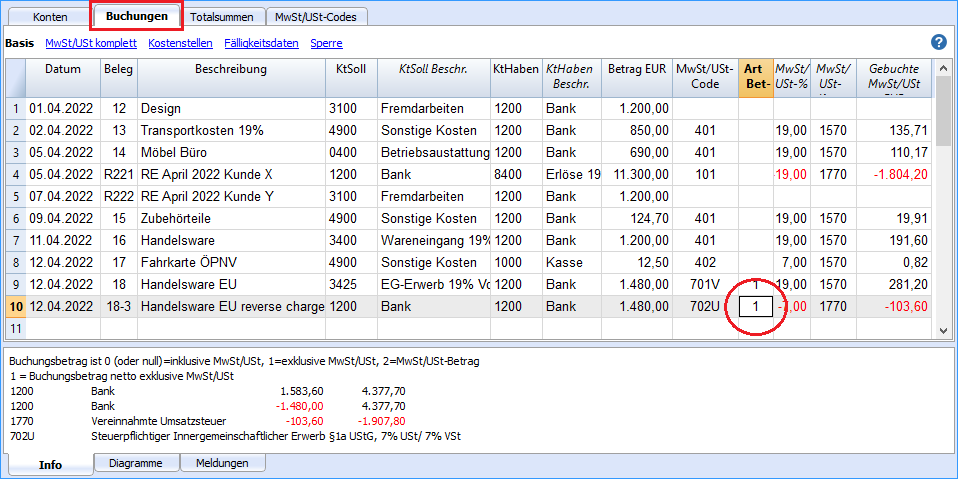 Konten Buchungen Totalsummen MwSt/USt-Codes
Basis MwSt/USt komplett Kostenstellen Fälligkeitsdaten Sperre ?
Datum Beleg Beschreibung KtSoll KtSoll Beschr. KtHaben KtHaben Beschr. Betrag EUR MwSt/USt-Code Art Bet- MwSt/USt-% MwSt/USt- Gebuchte MwSt/USt
1 01.04.2022 12 Design 3100 Fremdarbeiten 1200 Bank 1.200,00
2 02.04.2022 13 Transportkosten 19% 4900 Sonstige Kosten 1200 Bank 850,00 401 19,00 1570 135,71
3 05.04.2022 14 Möbel Büro 0400 Betriebsaustattung 1200 Bank 690,00 401 19,00 1570 110,17
4 05.04.2022 R221 RE April 2022 Kunde X 1200 Bank 8400 Erlöse 19 11.300,00 101 -19,00 1770 -1.804,20
5 07.04.2022 R222 RE April 2022 Kunde Y 3100 Fremdarbeiten 1200 Bank 1.200,00
6 09.04.2022 15 Zubehörteile 4900 Sonstige Kosten 1200 Bank 124,70 401 19,00 1570 19,91
7 11.04.2022 16 Handelsware 3400 Wareneingang 19% 1200 Bank 1.200,00 401 19,00 1570 191,60
8 12.04.2022 17 Fahrkarte ÖPNV 4900 Sonstige Kosten 1000 Kasse 12,50 402 7,00 1570 0,82
9 12.04.2022 18 Handelsware EU 3425 EG-Erwerb 19% Vo 1200 Bank 1.480,00 701V 1 19,00 1570 281,20
10 12.04.2022 18-3 Handelsware EU reverse charge 1200 Bank 1200 Bank 1.480,00 702U 1 -7,00 1770 -103,60
11
Buchungsbetrag ist 0 (oder null)=inklusive MwSt/USt, 1=exklusive MwSt/USt, 2=MwSt/USt-Betrag
1 = Buchungsbetrag netto exklusive MwSt/USt
1200 Bank 1.583,60 4.377,70
1200 Bank -1.480,00 4.377,70
1770 Vereinnahmte Umsatzsteuer -103,60 -1.907,80
702U Steuerpflichtiger Innergemeinschaftlicher Erwerb §1a UStG, 7% USt/ 7% VSt
Info Diagramme Meldungen